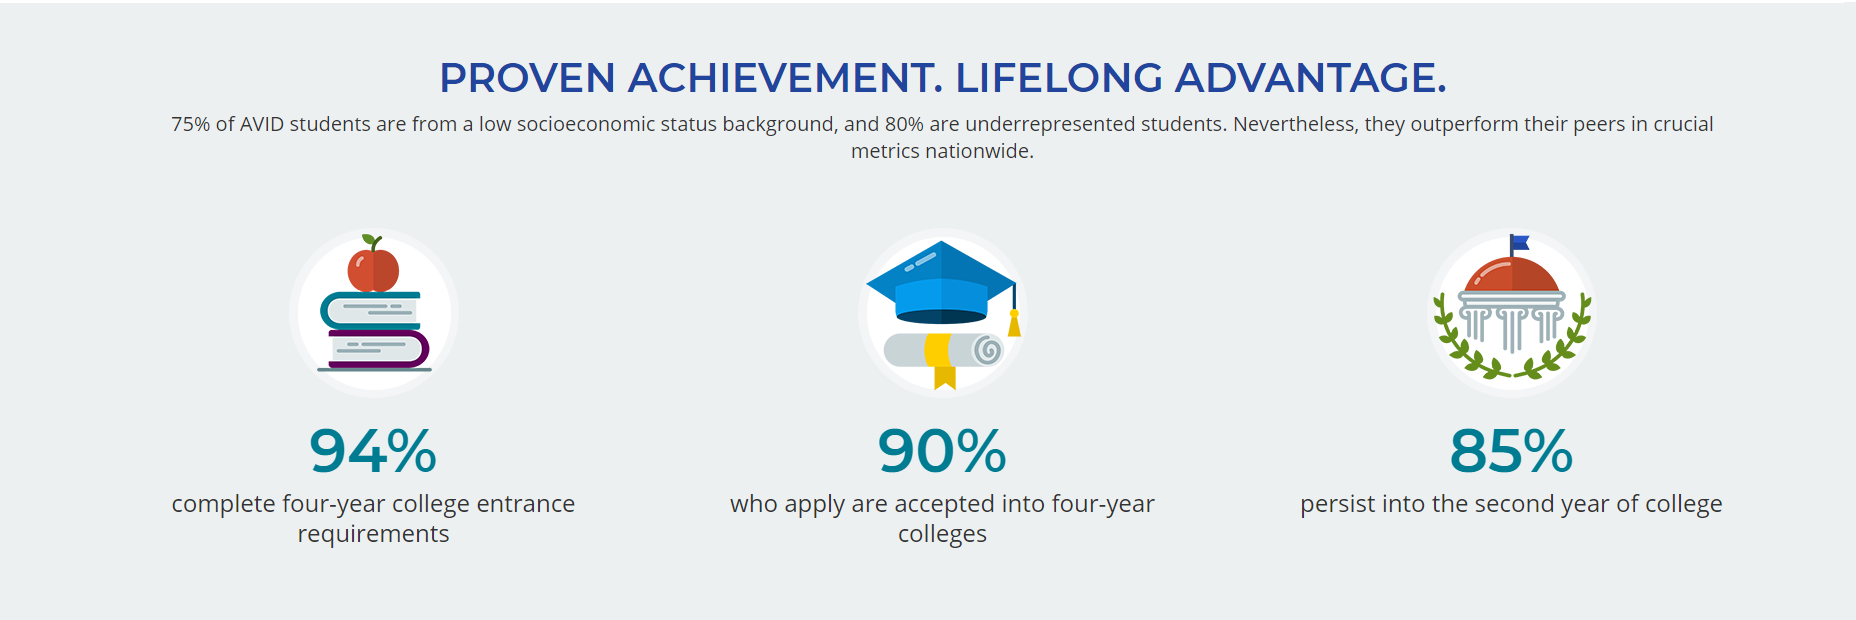 PROVEN ACHIEVEMENT. LIFELONG ADVANTAGE.
75% of AVID students are from a low socioeconomic status background, and 80% are underrepresented students. Nevertheless, they outperform their peers in crucial
metrics nationwide.
94%
complete four-year college entrance
requirements
90%
who apply are accepted into four-year
colleges
85%
persist into the second year of college